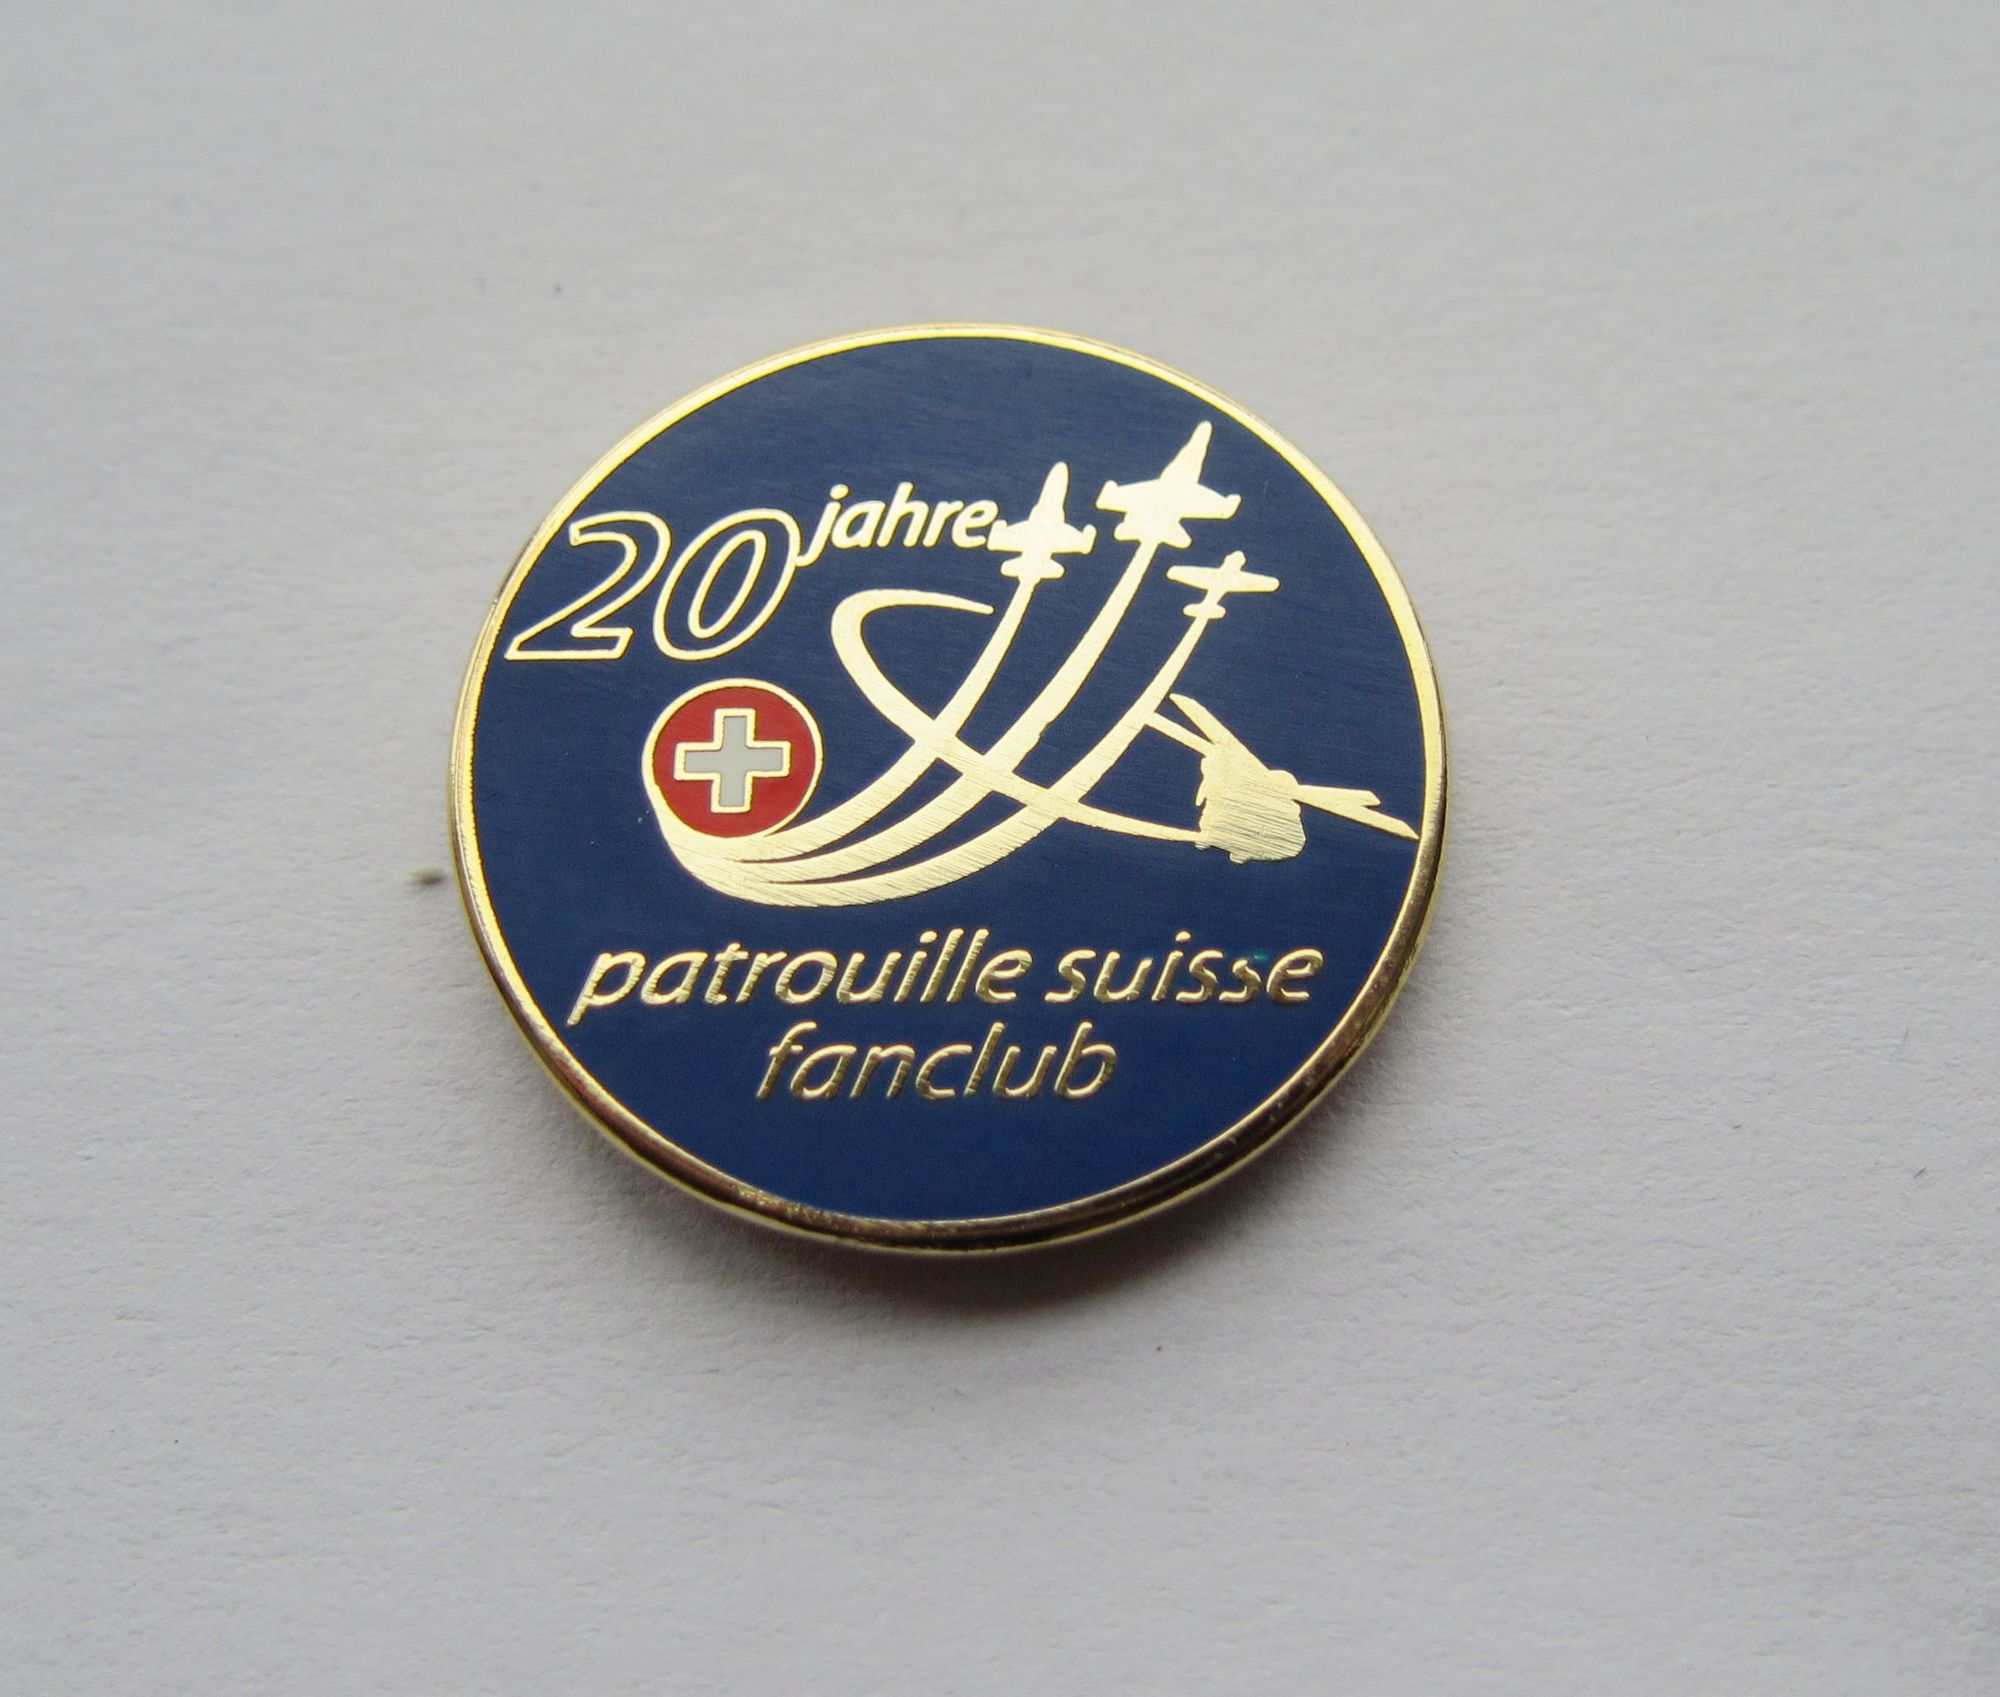 20 jahre
patrouille suisse
fanclub